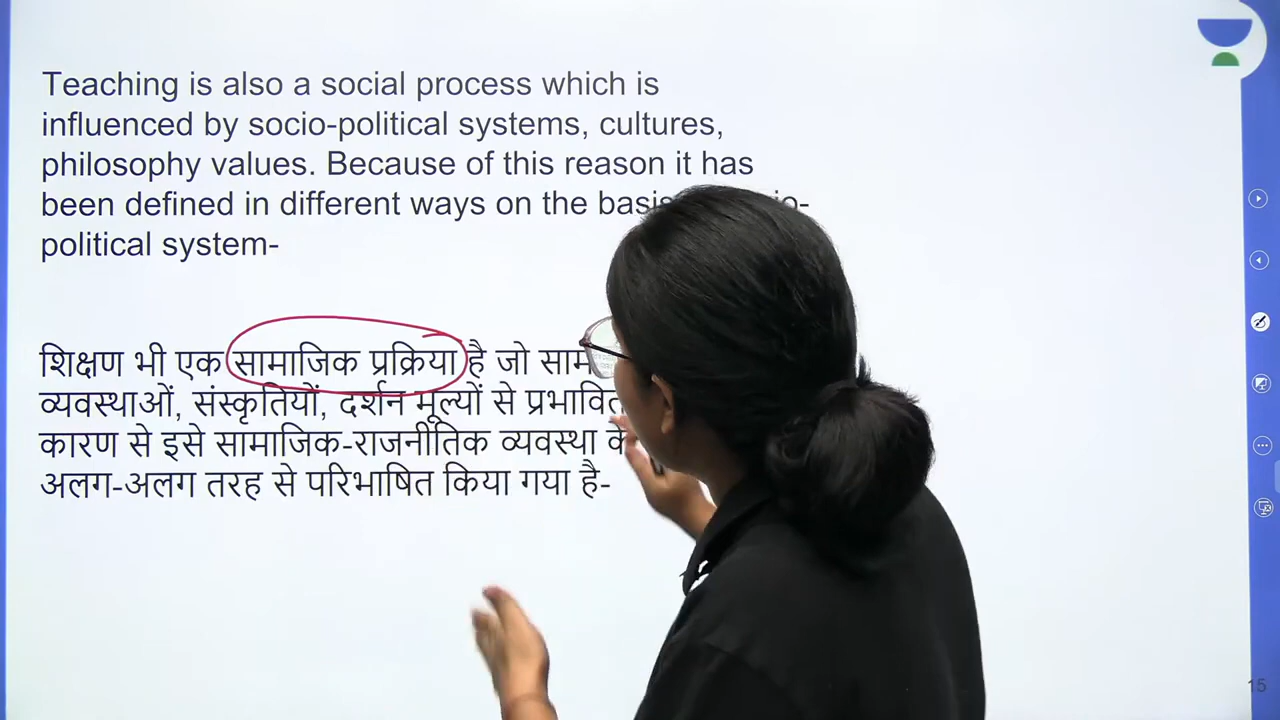 Teaching is also a social process which is
influenced by socio-political systems, cultures,
philosophy values. Because of this reason it has
been defined in different ways on the basis
political system-
शिक्षण भी एक सामाजिक प्रक्रिया है जो
व्यवस्थाओं, संस्कृतियों, दर्शन मूल्यों से प्रभावित
कारण से इसे सामाजिक-राजनीतिक व्यवस्था के
अलग-अलग तरह से परिभाषित किया गया है-
15